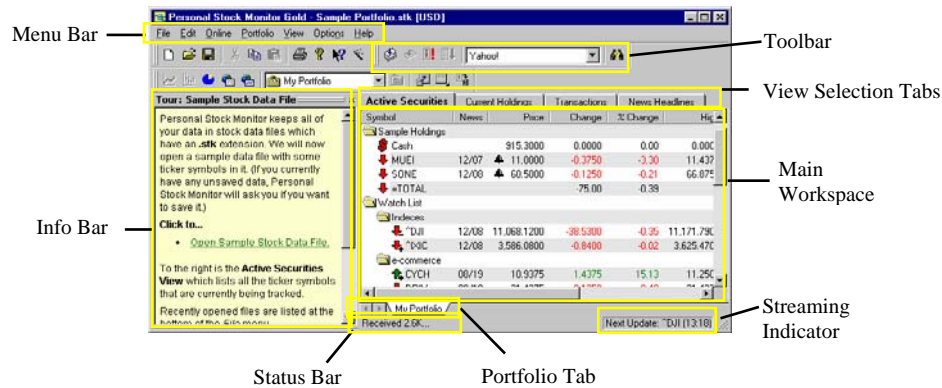 Personal Stock Monitor Gold - Sample Portfolio.stk [USD]
Menu Bar
File Edit Online Portfolio View Options Help
Toolbar
Yahoo!
My Portfolio
View Selection Tabs
Tour: Sample Stock Data File
Personal Stock Monitor keeps all of
your data in stock data files which
have an .stk extension. We will now
open a sample data file with some
ticker symbols in it. (If you currently
have any unsaved data, Personal
Stock Monitor will ask you if you want
to save it.)
Click to...
• Open Sample Stock Data File.
To the right is the Active Securities
View which lists all the ticker symbols
that are currently being tracked.
Recently opened files are listed at the
bottom of the File menu.
Info Bar
Active Securities Current Holdings Transactions News Headlines
Symbol News Price Change % Change Hig
Sample Holdings
Cash 915.3000 0.0000 0.00 0.000
MUEI 12/07 11.0000 -0.3750 -3.30 11.437
SONE 12/08 60.5000 -0.1250 -0.21 66.875
=TOTAL -75.00 -0.39
Watch List
Indeces
^DJI 12/08 11,068.1200 -38.5300 -0.35 11,171.790
^IXIC 12/08 3,586.0800 -0.8400 -0.02 3,625.470
e-commerce
CYCH 08/19 10.9375 1.4375 15.13 11.250
Main
Workspace
My Portfolio
Received 2.6K...
Next Update: ^DJI (13:18)
Streaming
Indicator
Status Bar
Portfolio Tab